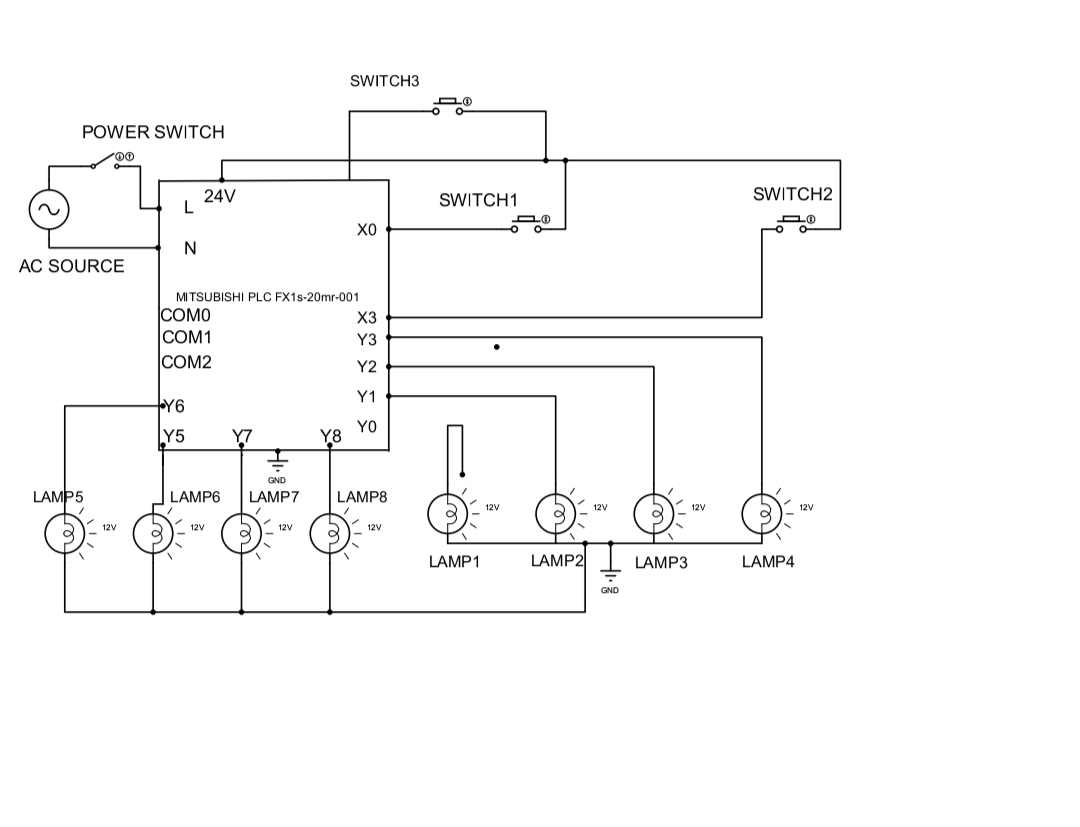 SWITCH3
POWER SWITCH
24V
L
SWITCH1
SWITCH2
X0
N
AC SOURCE
MITSUBISHI PLC FX1s-20mr-001
COM0
X3
COM1
Y3
COM2
Y2
Y1
Y6
Y0
Y5
Y7
Y8
GND
LAMP5
LAMP6
LAMP7
LAMP8
12V
12V
12V
12V
12V
12V
12V
12V
LAMP1
LAMP2
LAMP3
LAMP4
GND